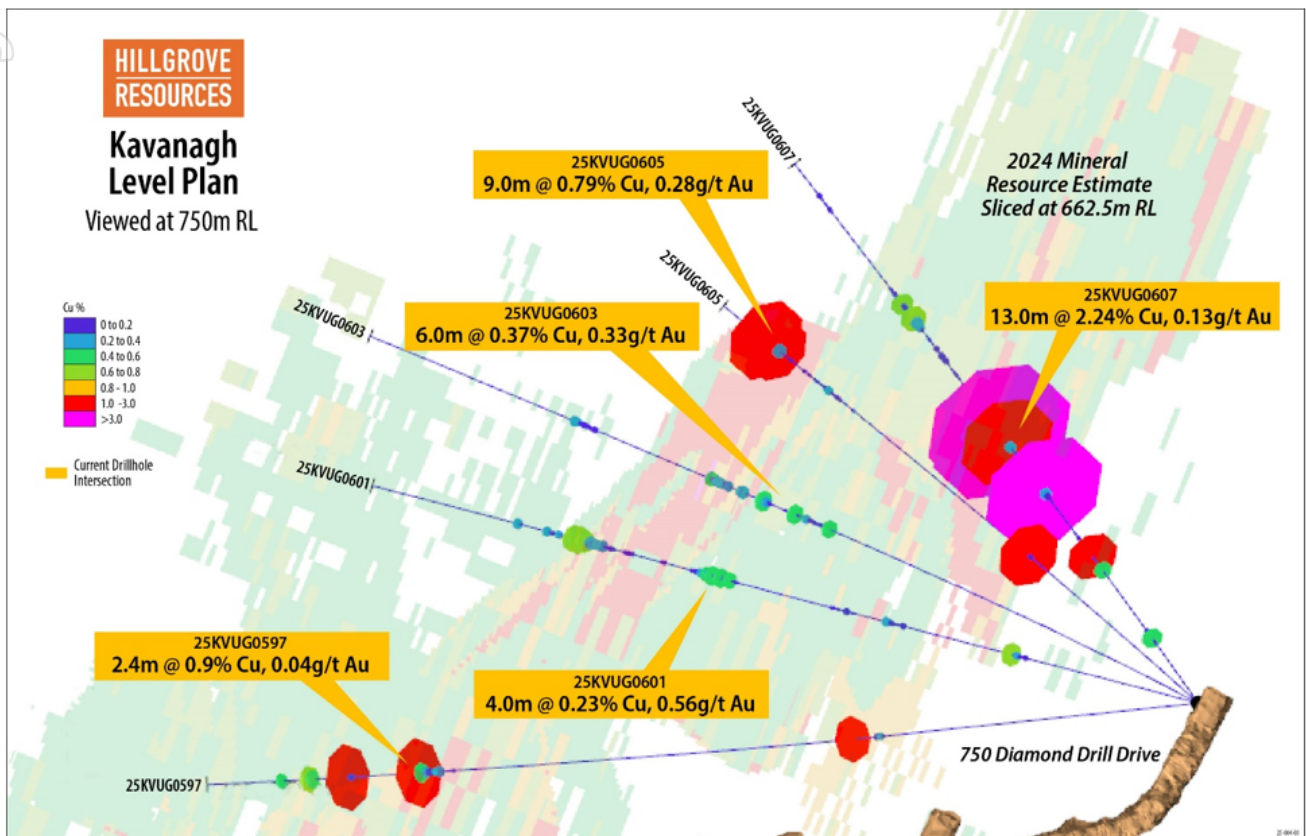 HILLGROVE
RESOURCES
Kavanagh
Level Plan
Viewed at 750m RL
Cu %
0 to 0.2
0.2 to 0.4
0.4 to 0.6
0.6 to 0.8
0.8 - 1.0
1.0 -3.0
>3.0
Current Drillhole
Intersection
25KVUG0607
25KVUG0605
9.0m @ 0.79% Cu, 0.28g/t Au
2024 Mineral
Resource Estimate
Sliced at 662.5m RL
25KVUG0605
25KVUG0603
25KVUG0603
6.0m @ 0.37% Cu, 0.33g/t Au
25KVUG0607
13.0m @ 2.24% Cu, 0.13g/t Au
25KVUG0601
25KVUG0597
2.4m @ 0.9% Cu, 0.04g/t Au
25KVUG0601
4.0m @ 0.23% Cu, 0.56g/t Au
750 Diamond Drill Drive
25KVUG0597